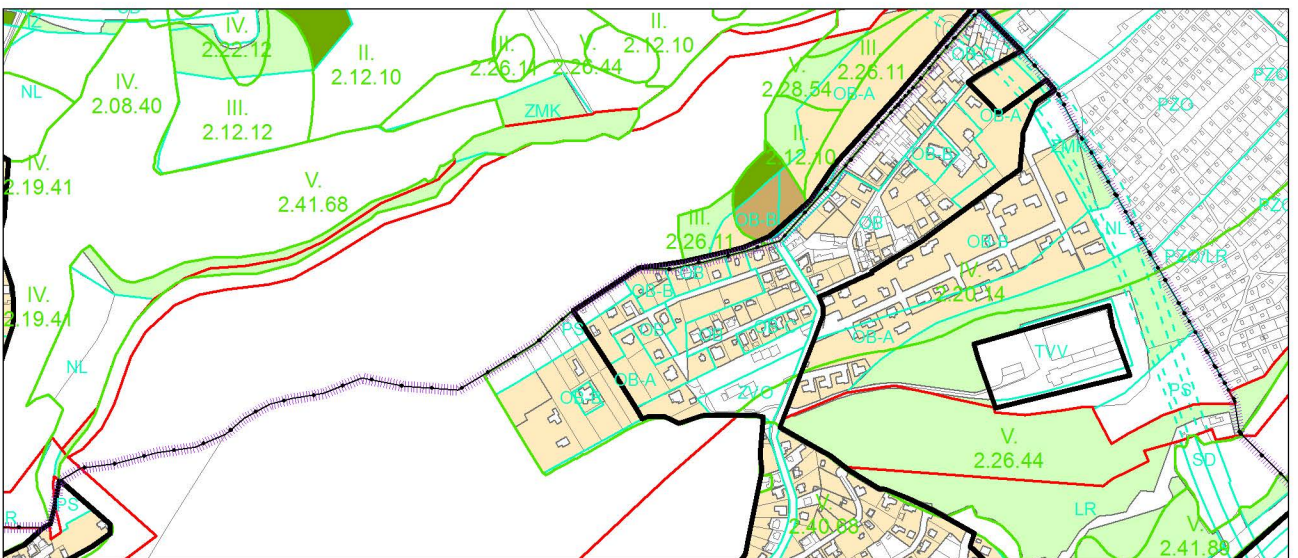 IZ
SD
IV.
2.22.12
II.
2.12.10
III.
2.26.11
V.
2.26.44
II.
2.12.10
III.
2.26.11
V.
2.28.54
OB-A
OB-C
PZO
PZO
NL
IV.
2.08.40
III.
2.12.12
ZMK
OB-A
ZMK
OB-B
II.
2.12.10
IV.
2.19.41
V.
2.41.68
III.
2.26.11
OB-B
OB
OB-B
NL
PZO
PZO/LR
OB
OB-B
IV.
2.20.14
IV.
2.19.41
PS
OB
OB
OB-A
TVV
NL
OB-A
OB-B
ZVO
PS
V.
2.26.44
SD
PS
R
LR
V.
2.40.68
V.
2.41.89